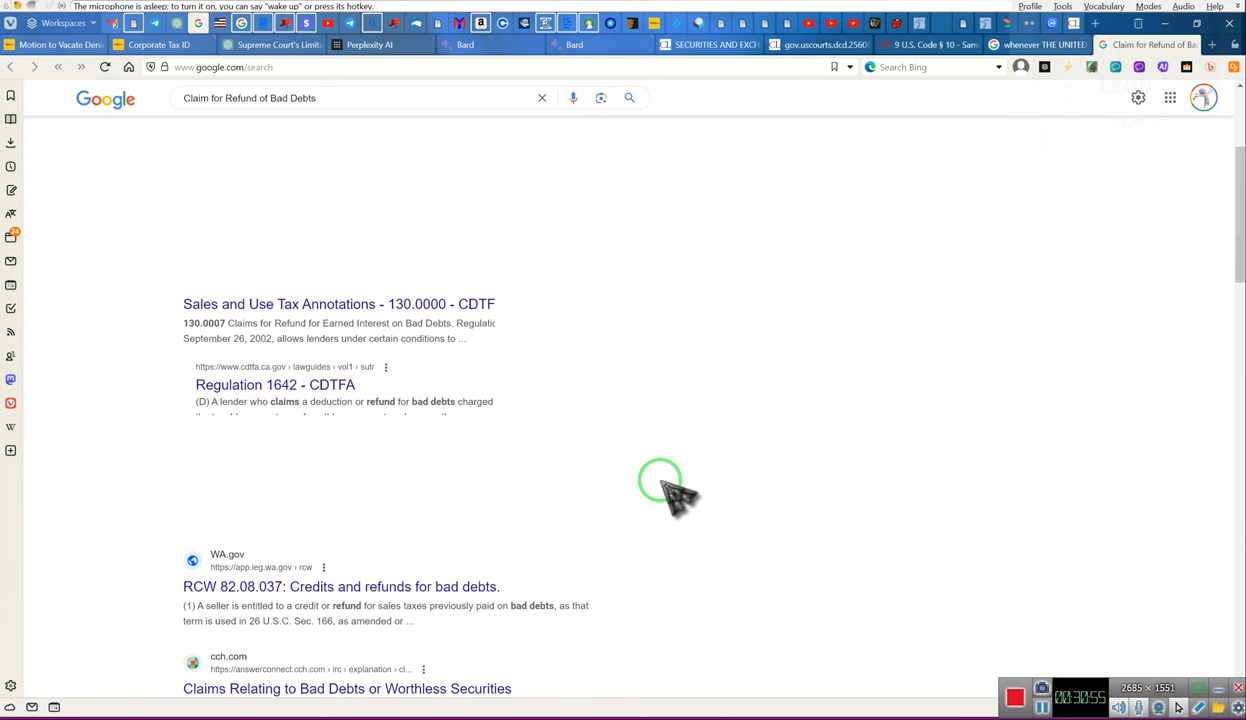 The microphone is asleep; to turn it on, you can say "wake up" or press its hotkey.
Profile Tools Vocabulary Modes Audio Help
Workspaces
Motion to Vacate Deni Corporate Tax ID Supreme Court's Limita Perplexity AI Bard Bard SECURITIES AND EXCH gov.uscourts.dcd.2560 9 U.S. Code § 10 - Sam whenever THE UNITED Claim for Refund of Bad
www.google.com/search Search Bing
Google Claim for Refund of Bad Debts
Sales and Use Tax Annotations - 130.0000 - CDTF
130.0007 Claims for Refund for Earned Interest on Bad Debts. Regulatic
September 26, 2002, allows lenders under certain conditions to ...
https://www.cdtfa.ca.gov › lawguides › vol1 › sutr
Regulation 1642 - CDTFA
(D) A lender who claims a deduction or refund for bad debts charged
24
WA.gov
https://app.leg.wa.gov › rcw
RCW 82.08.037: Credits and refunds for bad debts.
(1) A seller is entitled to a credit or refund for sales taxes previously paid on bad debts, as that
term is used in 26 U.S.C. Sec. 166, as amended or ...
cch.com
https://answerconnect.cch.com › irc › explanation › cl...
Claims Relating to Bad Debts or Worthless Securities
00:30:55 2685 x 1551